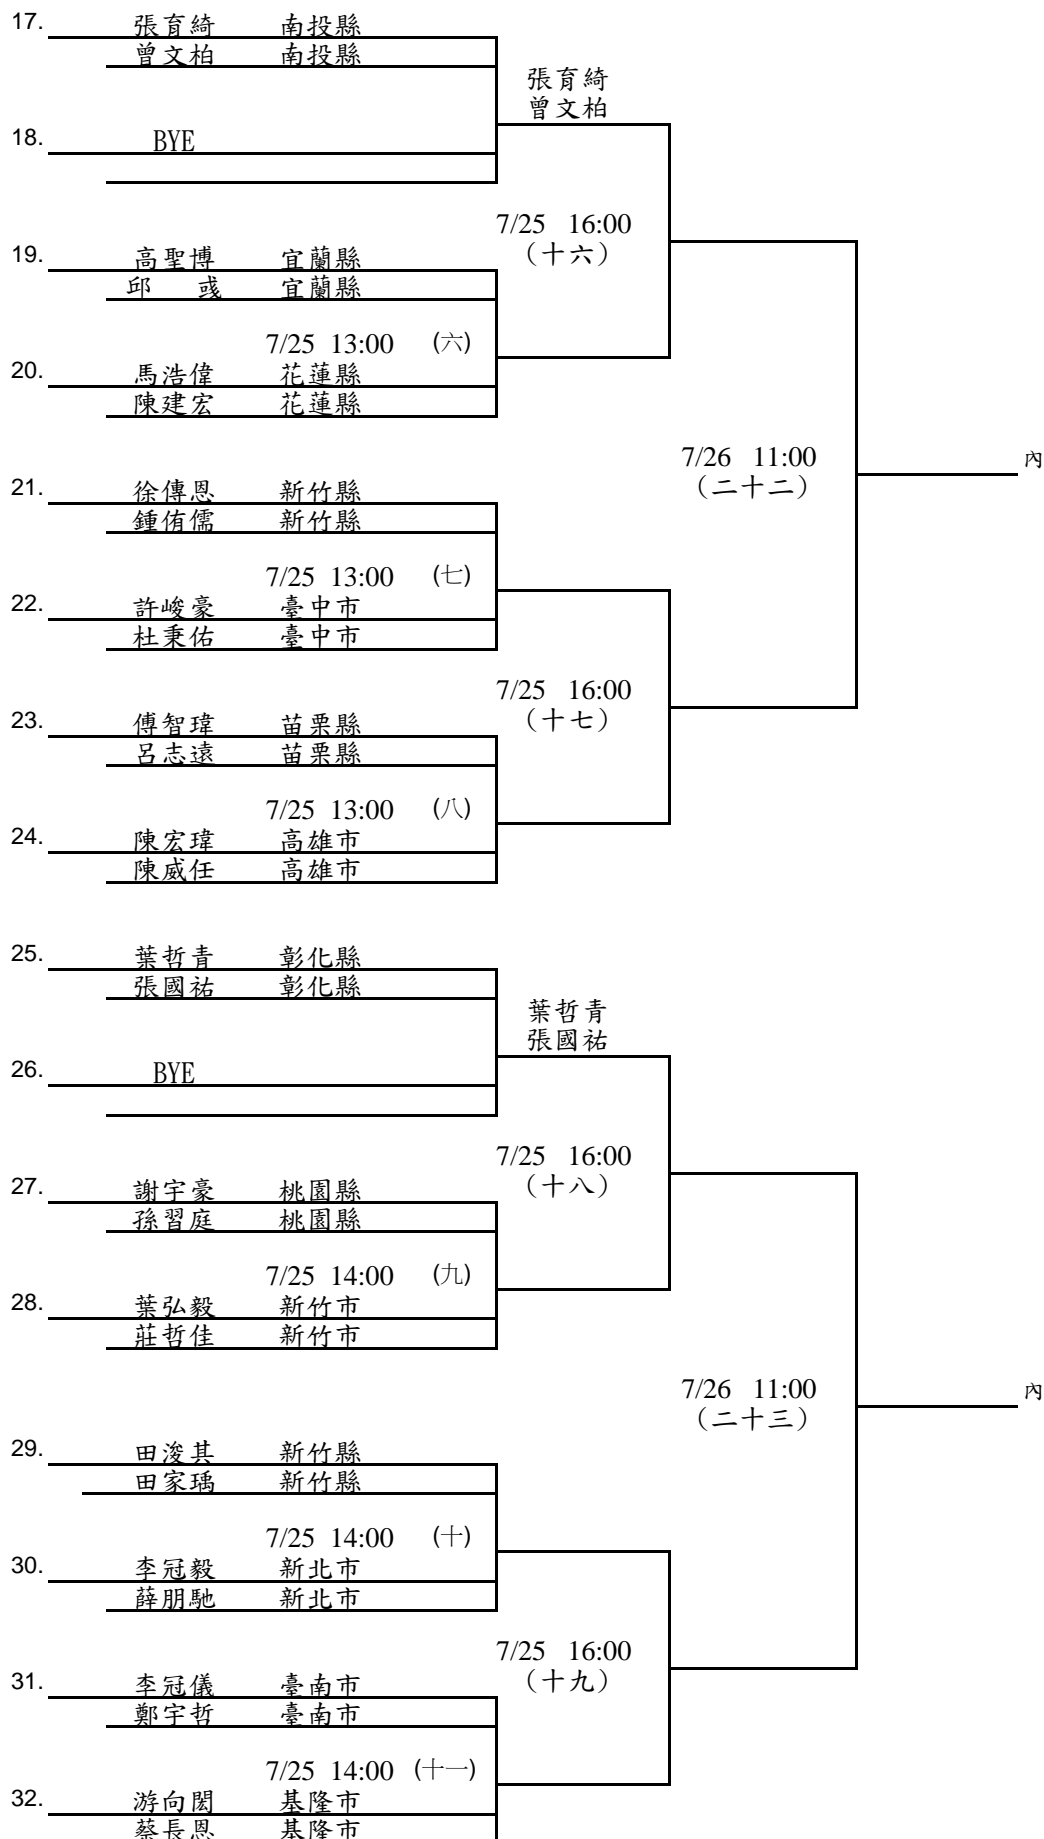 17. 張育綺 南投縣
曾文柏 南投縣
張育綺
曾文柏
18. BYE
7/25 16:00
(十六)
19. 高聖博 宜蘭縣
邱 彧 宜蘭縣
7/25 13:00 (六)
20. 馬浩偉 花蓮縣
陳建宏 花蓮縣
7/26 11:00
(二十二)
內
21. 徐傳恩 新竹縣
鍾侑儒 新竹縣
7/25 13:00 (七)
22. 許峻豪 臺中市
杜秉佑 臺中市
7/25 16:00
(十七)
23. 傅智瑋 苗栗縣
呂志遠 苗栗縣
7/25 13:00 (八)
24. 陳宏瑋 高雄市
陳威任 高雄市
25. 葉哲青 彰化縣
張國祐 彰化縣
葉哲青
張國祐
26. BYE
7/25 16:00
(十八)
27. 謝宇豪 桃園縣
孫習庭 桃園縣
7/25 14:00 (九)
28. 葉弘毅 新竹市
莊哲佳 新竹市
7/26 11:00
(二十三)
內
29. 田浚其 新竹縣
田家瑀 新竹縣
7/25 14:00 (十)
30. 李冠毅 新北市
薛朋馳 新北市
7/25 16:00
(十九)
31. 李冠儀 臺南市
鄭宇哲 臺南市
7/25 14:00 (十一)
32. 游向閎 基隆市
蔡長恩 基隆市